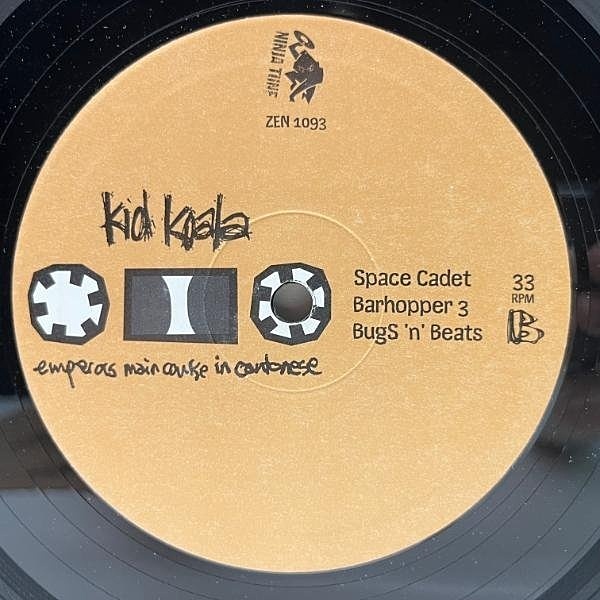 NINJA TUNE
ZEN 1093
kid koala
Space Cadet
Barhopper 3
BugS 'n' Beats
33
RPM
B
emperors main course in cantonese